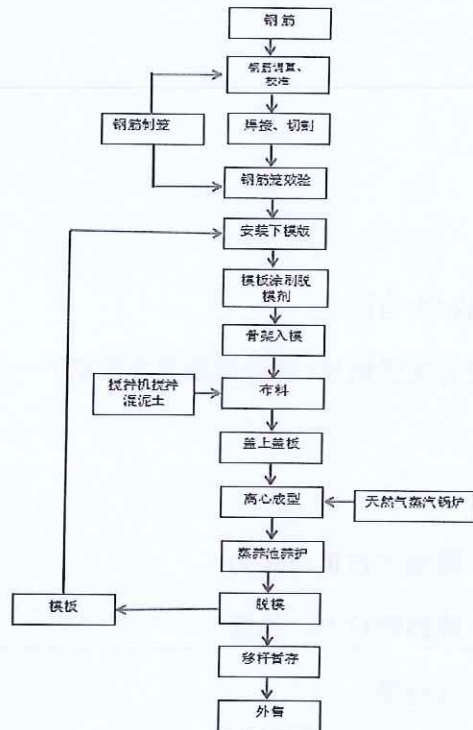 钢筋
钢筋调直、
校准
钢筋制笼
焊接、切割
钢筋笼效验
安装下模版
模板涂刷脱
模剂
骨架入模
搅拌机搅拌
混泥土
布料
盖上盖板
离心成型
天然气蒸汽锅炉
蒸养池养护
模板
脱模
移杆暂存
外售